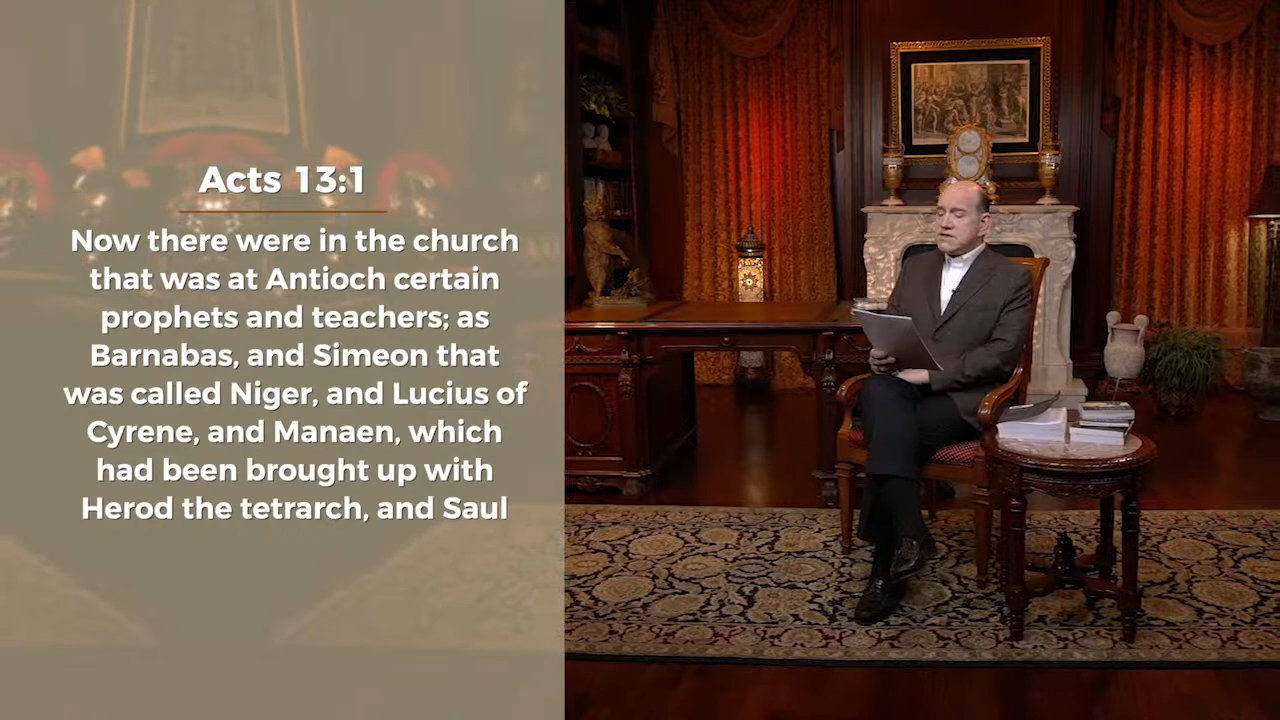 Acts 13:1
Now there were in the church
that was at Antioch certain
prophets and teachers; as
Barnabas, and Simeon that
was called Niger, and Lucius of
Cyrene, and Manaen, which
had been brought up with
Herod the tetrarch, and Saul